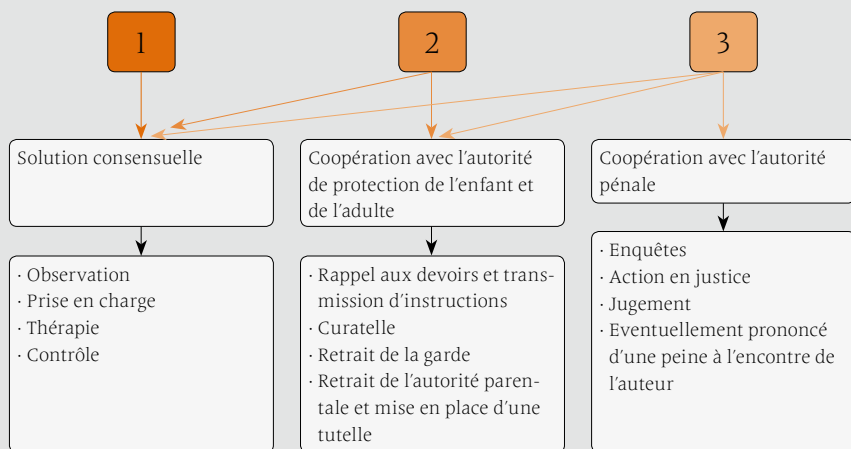 1
2
3
Solution consensuelle
Coopération avec l'autorité
de protection de l'enfant et
de l'adulte
Coopération avec l'autorité
pénale
· Observation
· Prise en charge
· Thérapie
· Contrôle
· Rappel aux devoirs et trans-
mission d'instructions
· Curatelle
· Retrait de la garde
· Retrait de l'autorité paren-
tale et mise en place d'une
tutelle
· Enquêtes
· Action en justice
· Jugement
· Eventuellement prononcé
d'une peine à l'encontre de
l'auteur